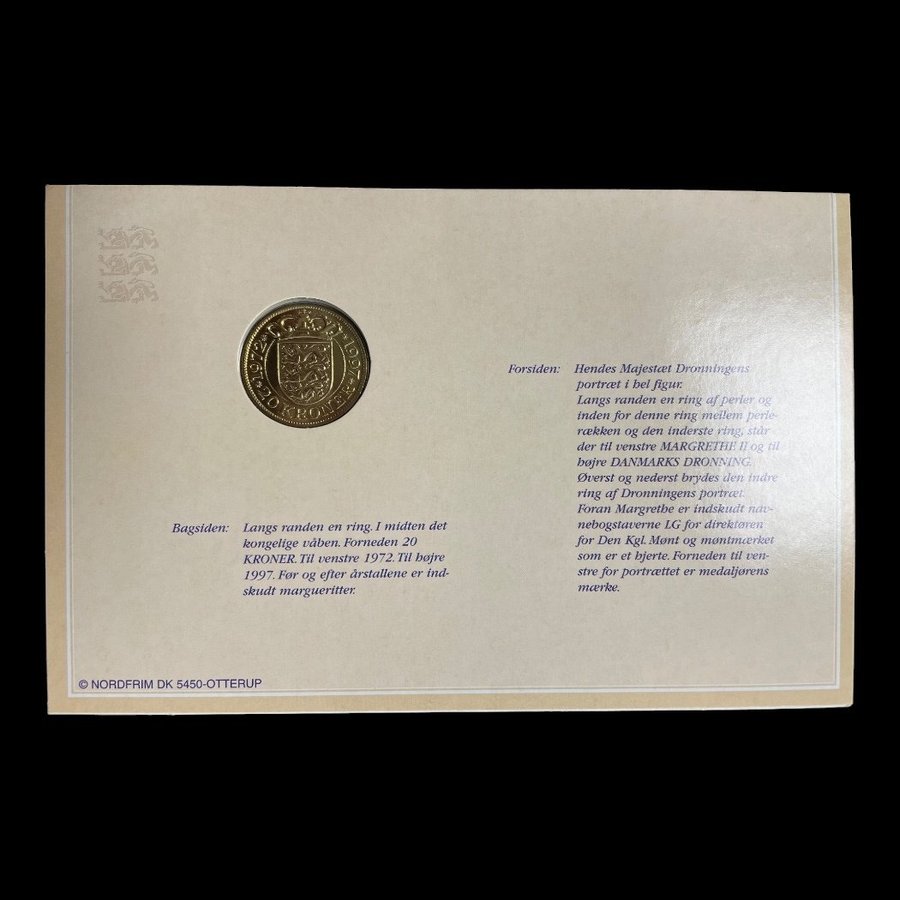 1972 1997
20 KRONER
Forsiden: Hendes Majestæt Dronningens
portræt i hel figur.
Langs randen en ring af perler og
inden for denne ring mellem perle-
rækken og den inderste ring, står
der til venstre MARGRETHE II og til
højre DANMARKS DRONNING.
Øverst og nederst brydes den indre
ring af Dronningens portræt.
Foran Margrethe er indskudt nav-
nebogstaverne LG for direktøren
for Den Kgl. Mønt og møntmærket
som er et hjerte. Forneden til ven-
stre for portrættet er medaljørens
mærke.
Bagsiden: Langs randen en ring. I midten det
kongelige våben. Forneden 20
KRONER. Til venstre 1972. Til højre
1997. Før og efter årstallene er ind-
skudt margueritter.
© NORDFRIM DK 5450-OTTERUP